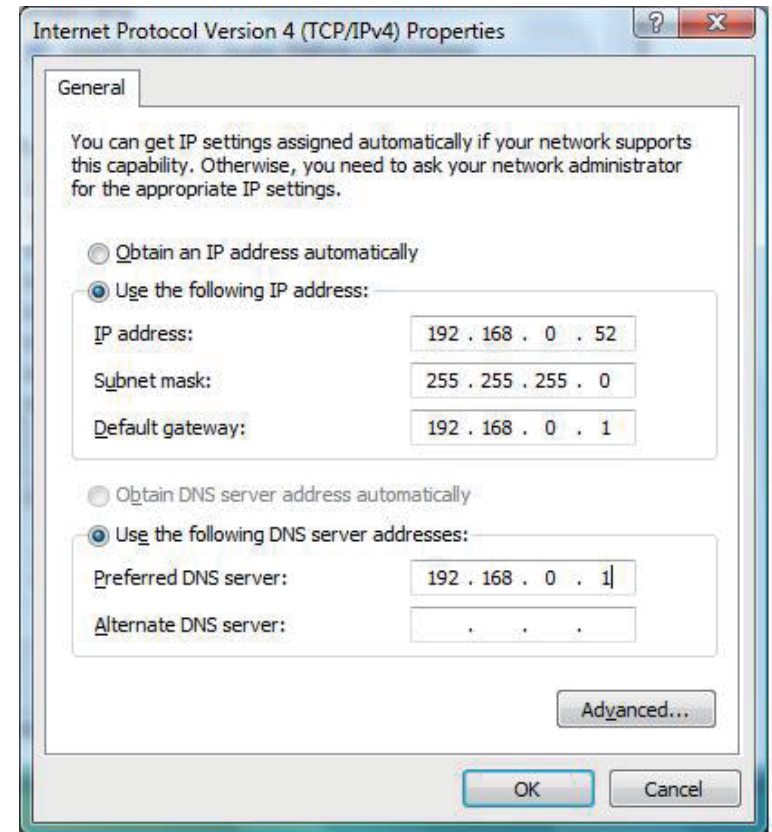 Internet Protocol Version 4 (TCP/IPv4) Properties
General
You can get IP settings assigned automatically if your network supports
this capability. Otherwise, you need to ask your network administrator
for the appropriate IP settings.
Obtain an IP address automatically
Use the following IP address:
IP address: 192 . 168 . 0 . 52
Subnet mask: 255 . 255 . 255 . 0
Default gateway: 192 . 168 . 0 . 1
Obtain DNS server address automatically
Use the following DNS server addresses:
Preferred DNS server: 192 . 168 . 0 . 1
Alternate DNS server: . . .
Advanced...
OK Cancel